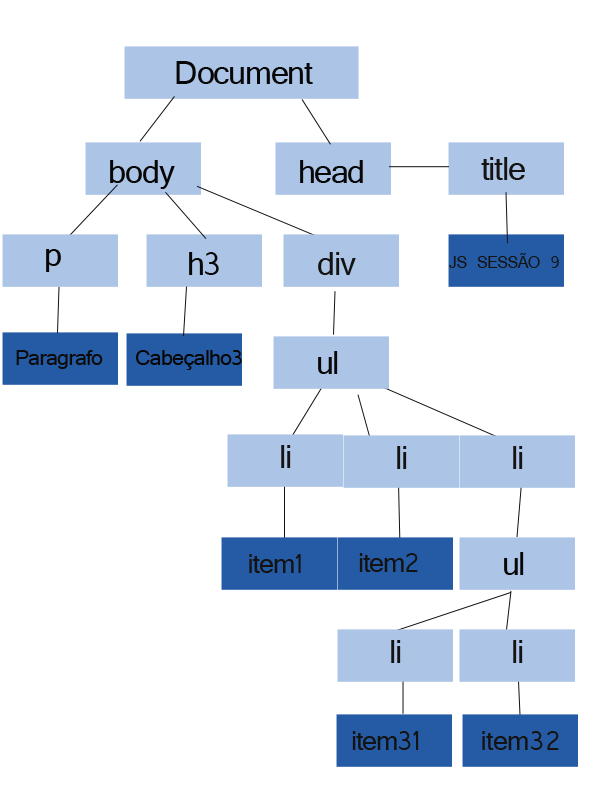 Document
body
head
title
p
h3
div
JS SESSÃO 9
Paragrafo
Cabeçalho3
ul
li
li
li
item1
item2
ul
li
li
item31
item32